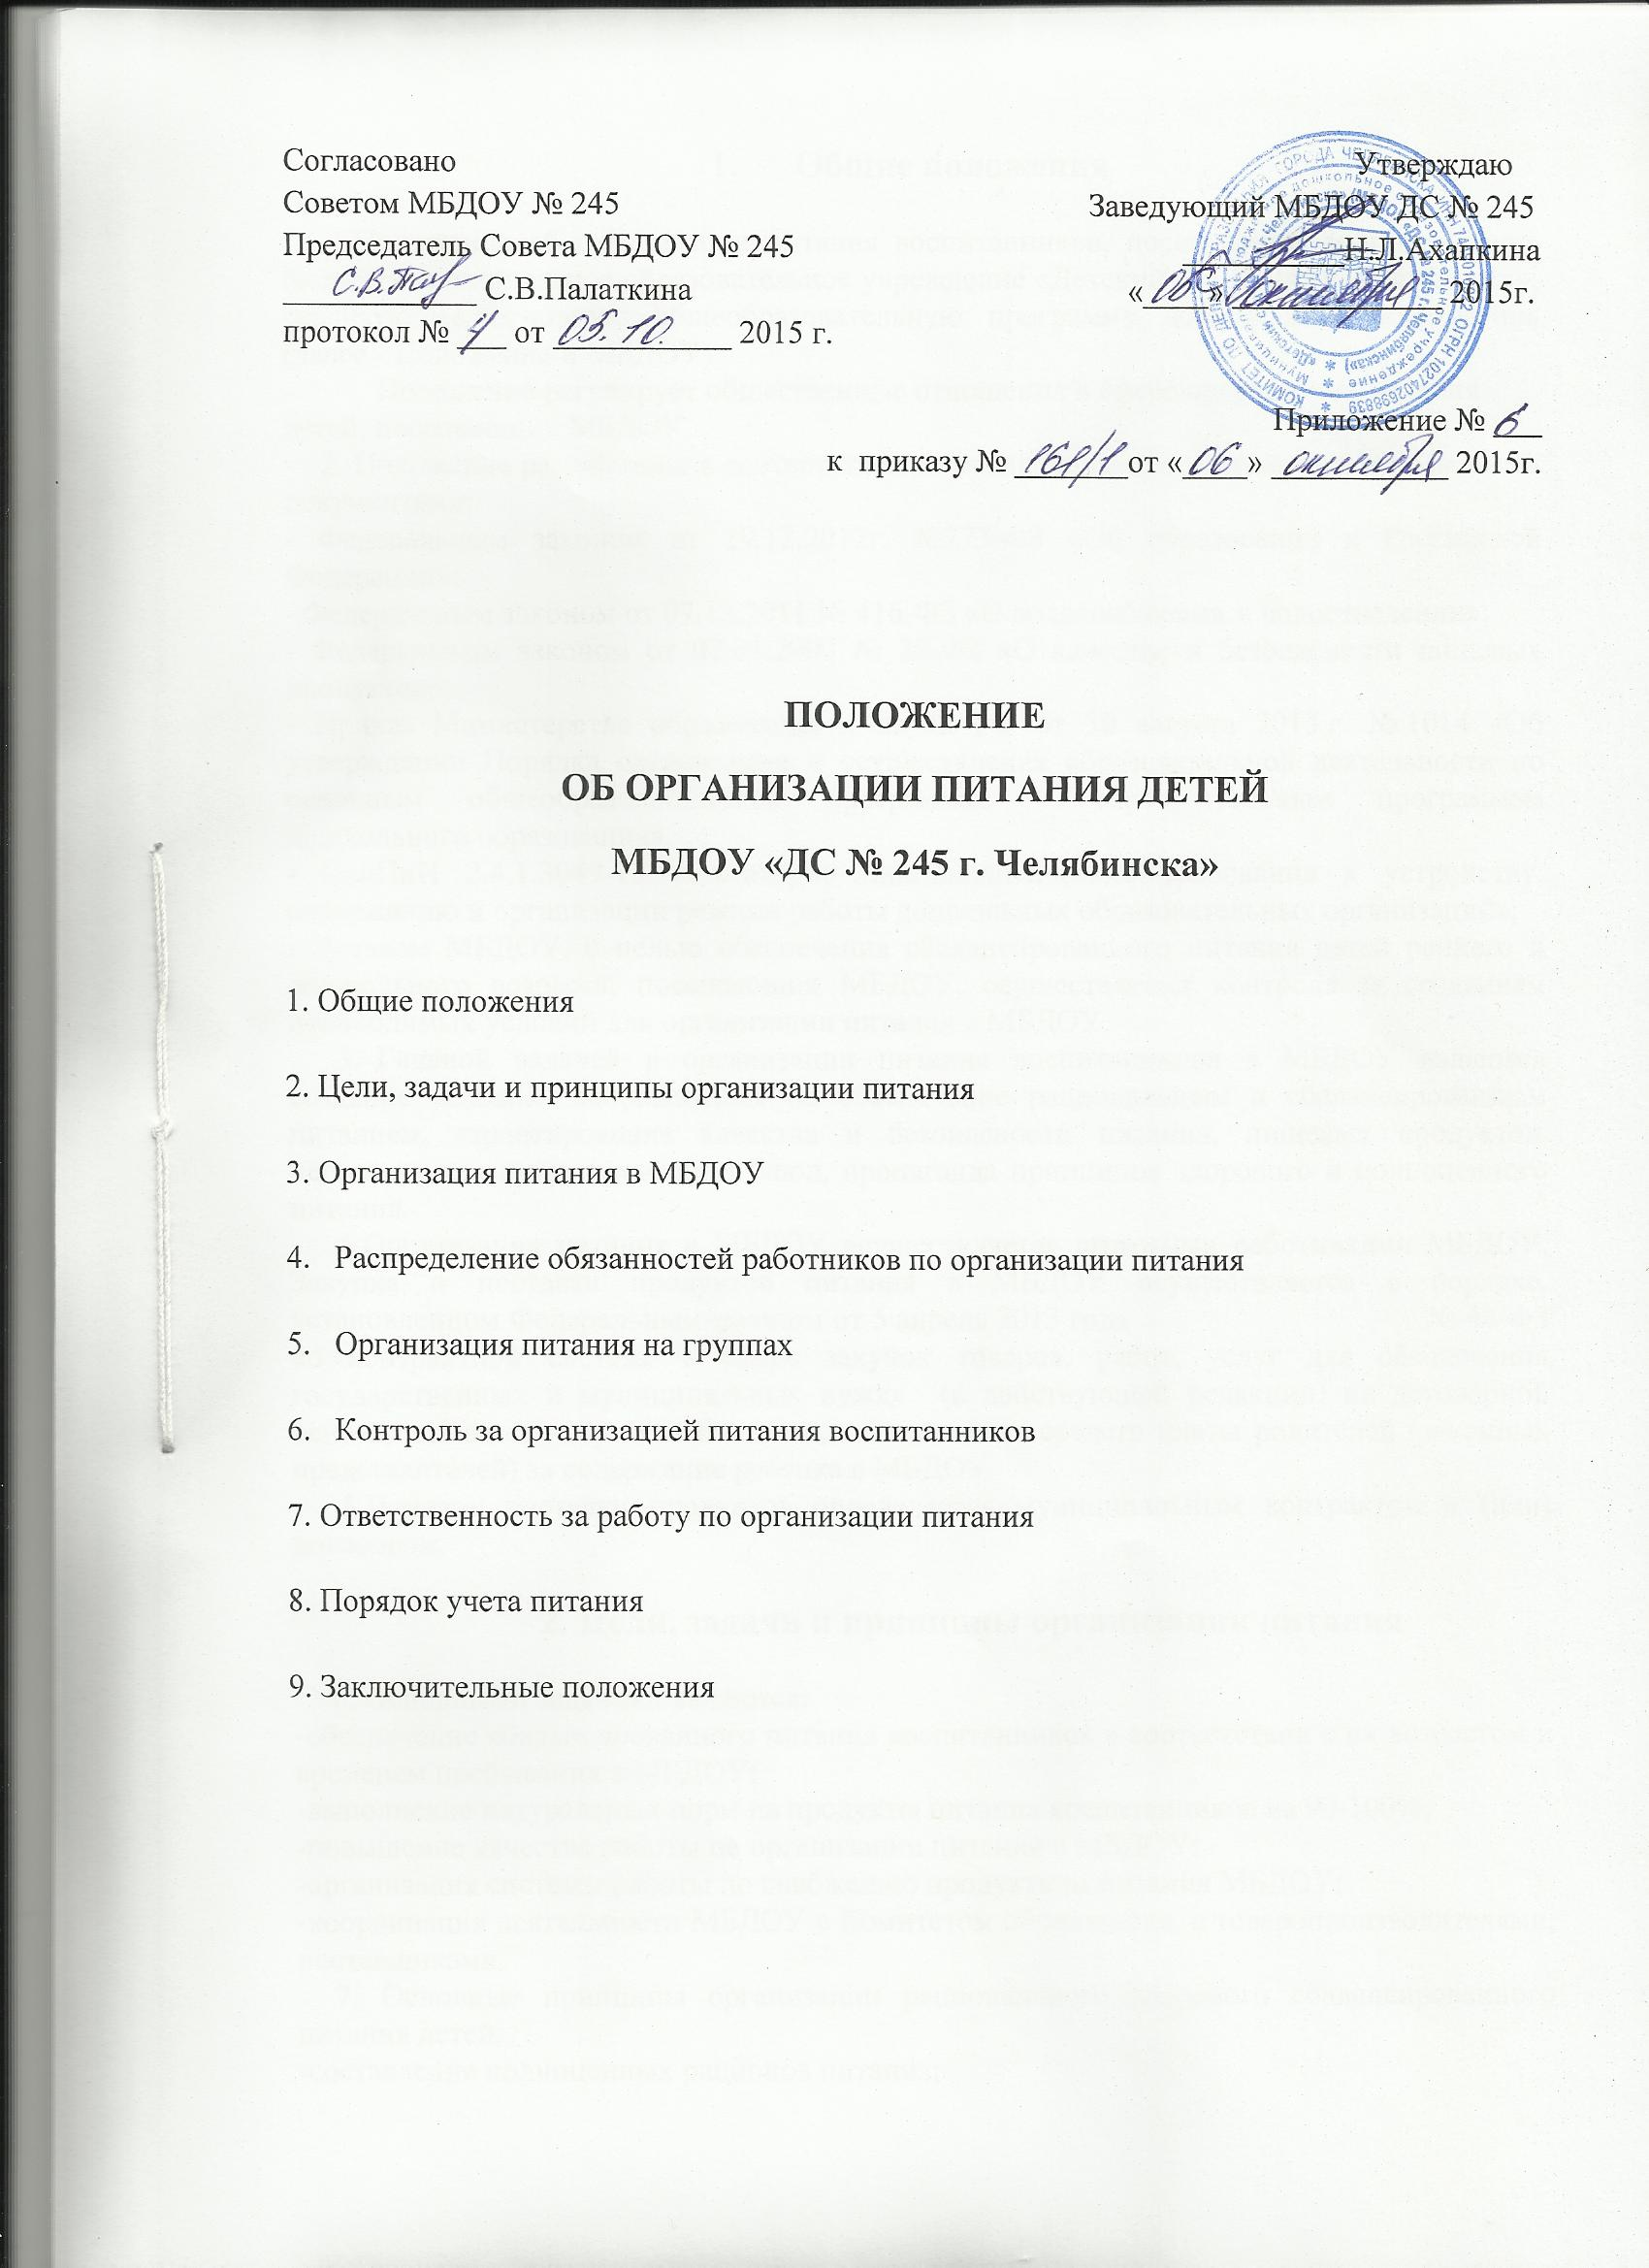 Согласовано
Советом МБДОУ № 245
Председатель Совета МБДОУ № 245
____________ С.В.Палаткина
протокол № 4 от 05.10. 2015 г.
Утверждаю
Заведующий МБДОУ ДС № 245
__________Н.Л.Ахапкина
« 06 » октября 2015г.
Приложение № 6
к приказу № 161/1 от «06» октября 2015г.
ПОЛОЖЕНИЕ
ОБ ОРГАНИЗАЦИИ ПИТАНИЯ ДЕТЕЙ
МБДОУ «ДС № 245 г. Челябинска»
1. Общие положения
2. Цели, задачи и принципы организации питания
3. Организация питания в МБДОУ
4. Распределение обязанностей работников по организации питания
5. Организация питания на группах
6. Контроль за организацией питания воспитанников
7. Ответственность за работу по организации питания
8. Порядок учета питания
9. Заключительные положения